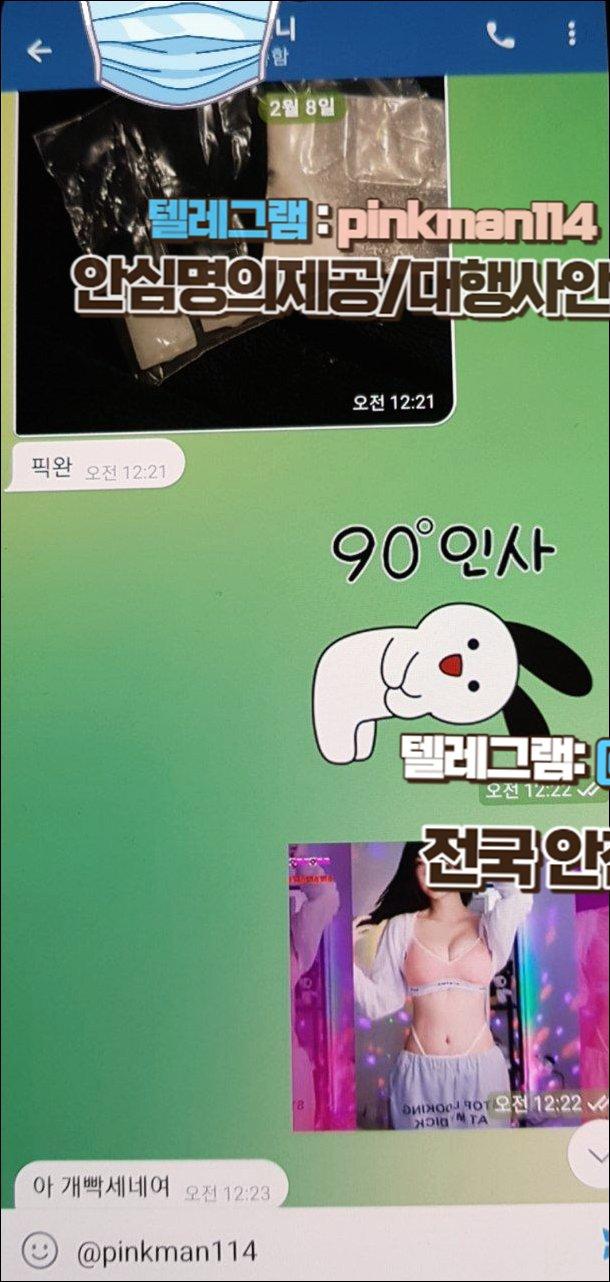 니
함
2월 8일
텔레그램 : pinkman114
안심명의제공/대행사안
오전 12:21
픽완 오전 12:21
90°인사
텔레그램:
오전 12:22
전국 안
TOP LOOKING
AT MY DICK
오전 12:22
아 개빡세네여 오전 12:23
@pinkman114